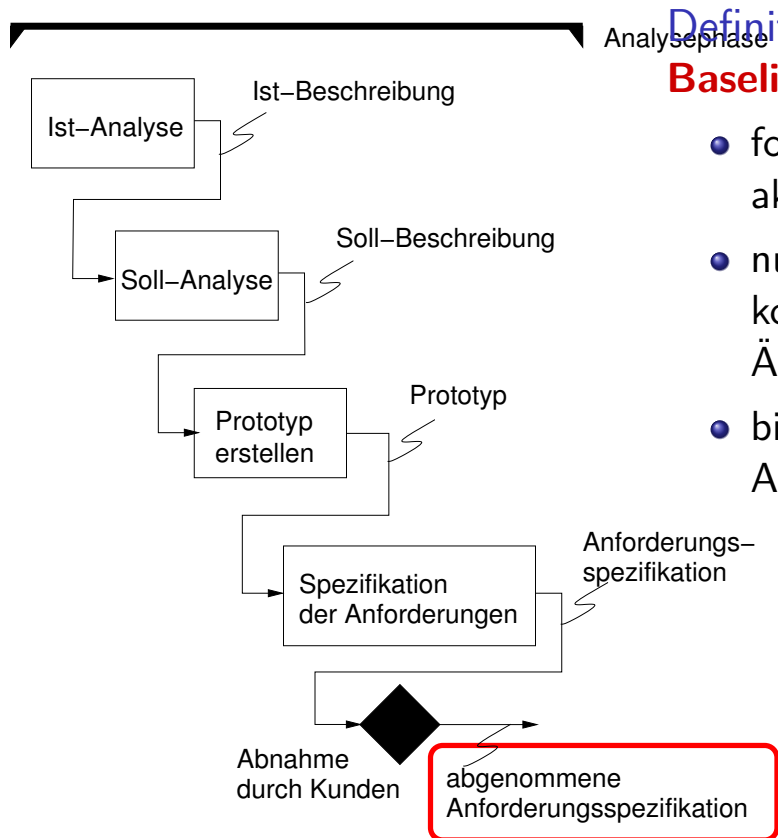 Analysephase
Ist–Analyse
Ist–Beschreibung
Soll–Analyse
Soll–Beschreibung
Prototyp
erstellen
Prototyp
Spezifikation
der Anforderungen
Anforderungs–
spezifikation
Abnahme
durch Kunden
abgenommene
Anforderungsspezifikation